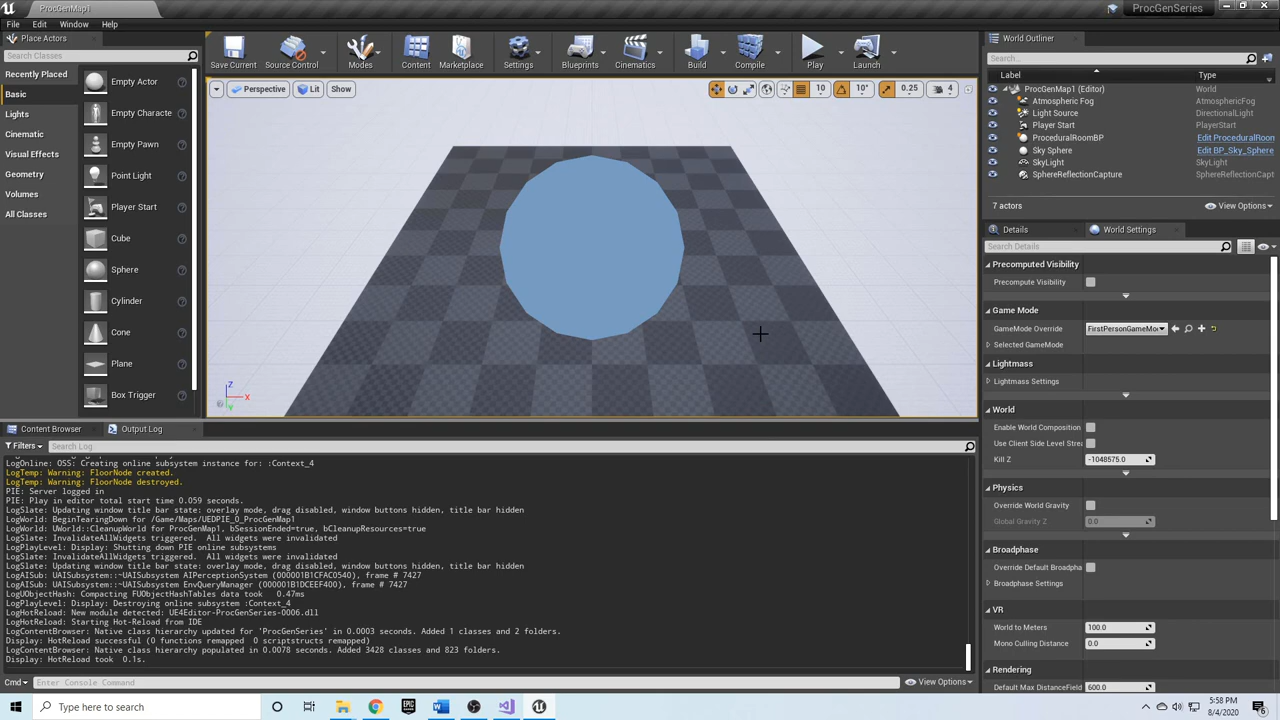 ProcGenMap1
ProcGenSeries
File Edit Window Help
Place Actors
Search Classes
Recently Placed
Basic
Lights
Cinematic
Visual Effects
Geometry
Volumes
All Classes
Empty Actor
Empty Characte
Empty Pawn
Point Light
Player Start
Cube
Sphere
Cylinder
Cone
Plane
Box Trigger
Save Current
Source Control
Modes
Content
Marketplace
Settings
Blueprints
Cinematics
Build
Compile
Play
Launch
Perspective
Lit
Show
10
10°
0.25
4
Z
X
Y
World Outliner
Search...
Label Type
ProcGenMap1 (Editor) World
Atmospheric Fog AtmosphericFog
Light Source DirectionalLight
Player Start PlayerStart
ProceduralRoomBP Edit ProceduralRoon
Sky Sphere Edit BP_Sky_Sphere
SkyLight SkyLight
SphereReflectionCapture SphereReflectionCapt
7 actors View Options
Details World Settings
Search Details
Precomputed Visibility
Precompute Visibility
Game Mode
GameMode Override FirstPersonGameMo
Selected GameMode
Lightmass
Lightmass Settings
World
Enable World Composition
Use Client Side Level Strea
Kill Z -1048575.0
Physics
Override World Gravity
Global Gravity Z 0.0
Broadphase
Override Default Broadpha
Broadphase Settings
VR
World to Meters 100.0
Mono Culling Distance 0.0
Rendering
Default Max DistanceField 600.0
Content Browser Output Log
Filters Search Log
LogOnline: OSS: Creating online subsystem instance for: :Context_4
LogTemp: Warning: FloorNode created.
LogTemp: Warning: FloorNode destroyed.
PIE: Server logged in
PIE: Play in editor total start time 0.059 seconds.
LogSlate: Updating window title bar state: overlay mode, drag disabled, window buttons hidden, title bar hidden
LogWorld: BeginTearingDown for /Game/Maps/UEDPIE_0_ProcGenMap1
LogWorld: UWorld::CleanupWorld for ProcGenMap1, bSessionEnded=true, bCleanupResources=true
LogSlate: InvalidateAllWidgets triggered. All widgets were invalidated
LogPlayLevel: Display: Shutting down PIE online subsystems
LogSlate: InvalidateAllWidgets triggered. All widgets were invalidated
LogSlate: Updating window title bar state: overlay mode, drag disabled, window buttons hidden, title bar hidden
LogAISub: UAISubsystem::~UAISubsystem AIPerceptionSystem (000001B1CFAC0540), frame # 7427
LogAISub: UAISubsystem::~UAISubsystem EnvQueryManager (000001B1DCEEF400), frame # 7427
LogUObjectHash: Compacting FUObjectHashTables data took 0.47ms
LogPlayLevel: Display: Destroying online subsystem :Context_4
LogHotReload: New module detected: UE4Editor-ProcGenSeries-0006.dll
LogHotReload: Starting Hot-Reload from IDE
LogContentBrowser: Native class hierarchy updated for 'ProcGenSeries' in 0.0003 seconds. Added 1 classes and 2 folders.
Display: HotReload successful (0 functions remapped 0 scriptstructs remapped)
LogContentBrowser: Native class hierarchy populated in 0.0078 seconds. Added 3428 classes and 823 folders.
Display: HotReload took 0.1s.
Cmd Enter Console Command View Options
Type here to search
5:58 PM
8/4/2020
6